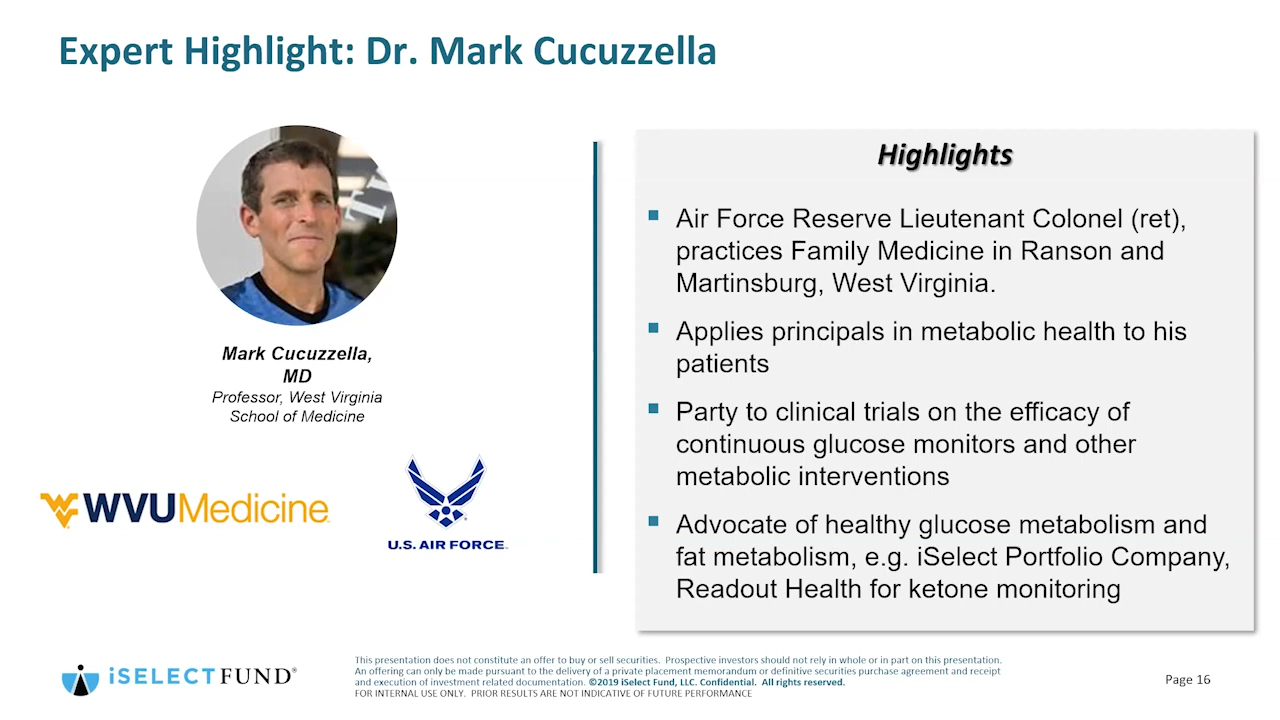 Expert Highlight: Dr. Mark Cucuzzella
Mark Cucuzzella,
MD
Professor, West Virginia
School of Medicine
WVUMedicine
U.S. AIR FORCE
Highlights
Air Force Reserve Lieutenant Colonel (ret),
practices Family Medicine in Ranson and
Martinsburg, West Virginia.
Applies principals in metabolic health to his
patients
Party to clinical trials on the efficacy of
continuous glucose monitors and other
metabolic interventions
Advocate of healthy glucose metabolism and
fat metabolism, e.g. iSelect Portfolio Company,
Readout Health for ketone monitoring
iSELECTFUND®
This presentation does not constitute an offer to buy or sell securities. Prospective investors should not rely in whole or in part on this presentation.
An offering can only be made pursuant to the delivery of a private placement memorandum or definitive securities purchase agreement and receipt
and execution of investment related documentation. ©2019 iSelect Fund, LLC. Confidential. All rights reserved.
FOR INTERNAL USE ONLY. PRIOR RESULTS ARE NOT INDICATIVE OF FUTURE PERFORMANCE
Page 16